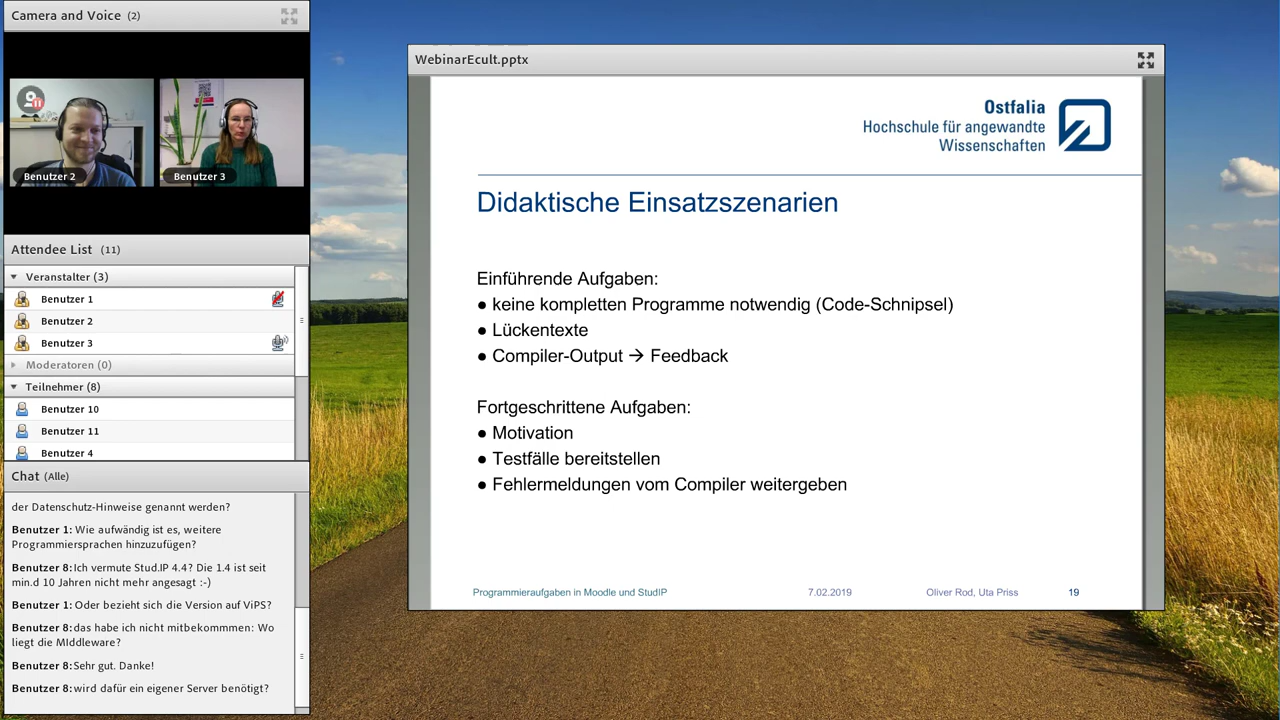 Camera and Voice (2)
Benutzer 2
Benutzer 3
Attendee List (11)
Veranstalter (3)
Benutzer 1
Benutzer 2
Benutzer 3
Moderatoren (0)
Teilnehmer (8)
Benutzer 10
Benutzer 11
Benutzer 4
Chat (Alle)
der Datenschutz-Hinweise genannt werden?
Benutzer 1: Wie aufwändig ist es, weitere
Programmiersprachen hinzuzufügen?
Benutzer 8: Ich vermute Stud.IP 4.4? Die 1.4 ist seit
min.d 10 Jahren nicht mehr angesagt :-)
Benutzer 1: Oder bezieht sich die Version auf ViPS?
Benutzer 8: das habe ich nicht mitbekommmen: Wo
liegt die MIddleware?
Benutzer 8: Sehr gut. Danke!
Benutzer 8: wird dafür ein eigener Server benötigt?
WebinarEcult.pptx
Ostfalia
Hochschule für angewandte
Wissenschaften
Didaktische Einsatzszenarien
Einführende Aufgaben:
● keine kompletten Programme notwendig (Code-Schnipsel)
● Lückentexte
● Compiler-Output → Feedback
Fortgeschrittene Aufgaben:
● Motivation
● Testfälle bereitstellen
● Fehlermeldungen vom Compiler weitergeben
Programmieraufgaben in Moodle und StudIP 7.02.2019 Oliver Rod, Uta Priss 19